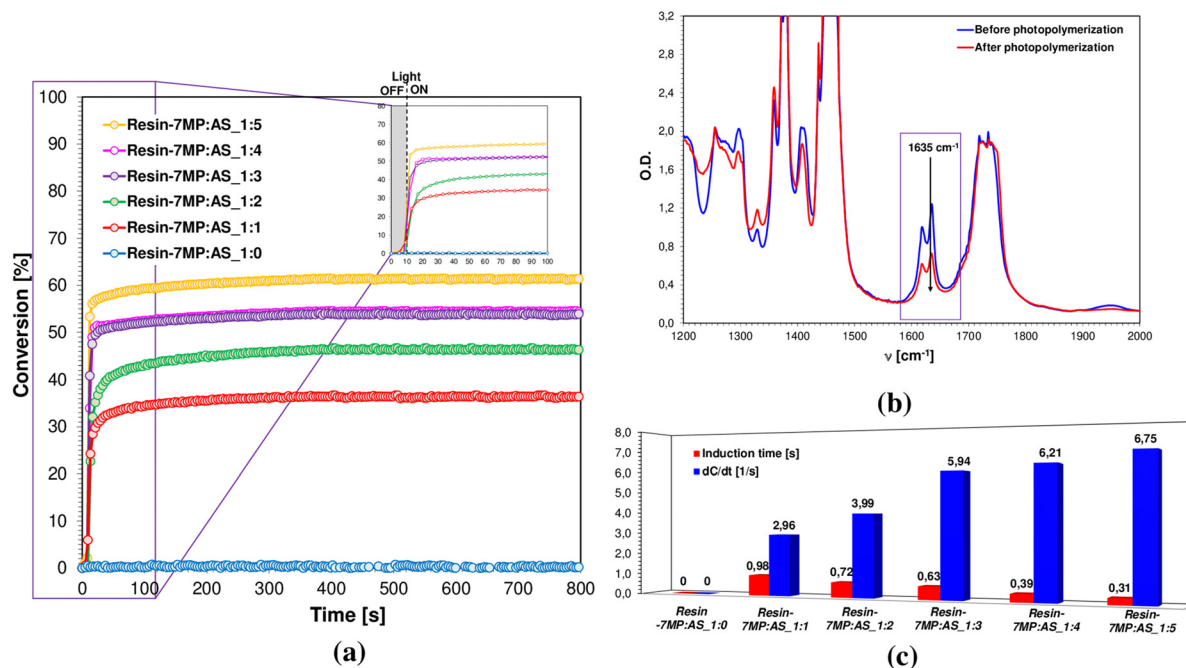 Light
OFF ON
100
90
80
70
60
50
40
30
20
10
0
Conversion [%]
Resin-7MP:AS_1:5
Resin-7MP:AS_1:4
Resin-7MP:AS_1:3
Resin-7MP:AS_1:2
Resin-7MP:AS_1:1
Resin-7MP:AS_1:0
80
70
60
50
40
30
20
10
0
0 10 20 30 40 50 60 70 80 90 100
0 100 200 300 400 500 600 700 800
Time [s]
(a)
3,2
2,8
2,4
2,0
1,6
1,2
0,8
0,4
0,0
O.D.
Before photopolymerization
After photopolymerization
1635 cm-1
1200 1300 1400 1500 1600 1700 1800 1900 2000
ν [cm-1]
(b)
8,0
7,0
6,0
5,0
4,0
3,0
2,0
1,0
0,0
Induction time [s]
dC/dt [1/s]
0 0
0,98 2,96
0,72 3,99
0,63 5,94
0,39 6,21
0,31 6,75
Resin
-7MP:AS_1:0
Resin-
7MP:AS_1:1
Resin-
7MP:AS_1:2
Resin-
7MP:AS_1:3
Resin-
7MP:AS_1:4
Resin-
7MP:AS_1:5
(c)